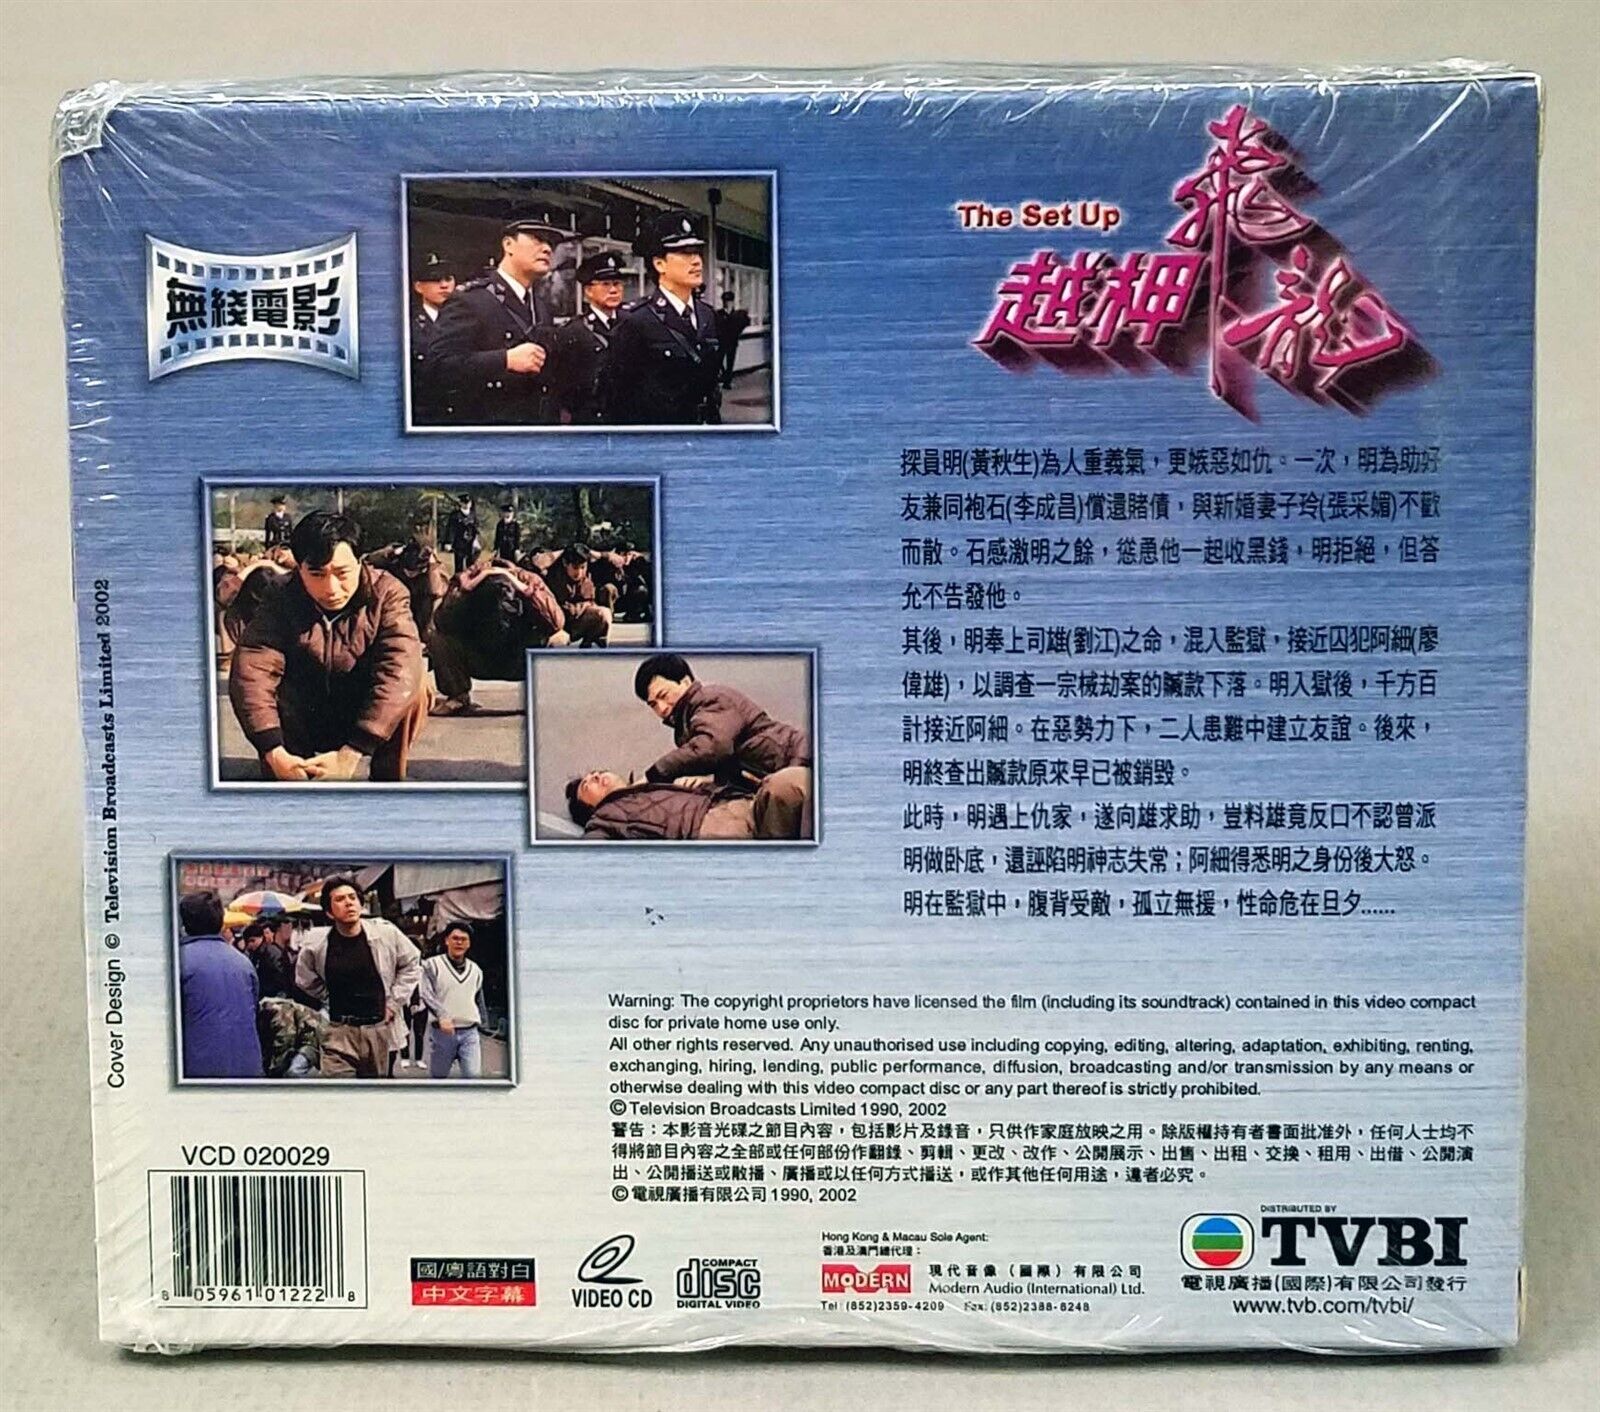 飛龍
The Set Up
越柙
無綫電影
探員明(黃秋生)為人重義氣，更嫉惡如仇。一次，明為助好
友兼同袍石(李成昌)償還賭債，與新婚妻子玲(張采媚)不歡
而散。石感激明之餘，慫恿他一起收黑錢，明拒絕，但答
允不告發他。
其後，明奉上司雄(劉江)之命，混入監獄，接近囚犯阿細(廖
偉雄)，以調查一宗械劫案的贓款下落。明入獄後，千方百
計接近阿細。在惡勢力下，二人患難中建立友誼。後來，
明終查出贓款原來早已被銷毀。
此時，明遇上仇家，遂向雄求助，豈料雄竟反口不認曾派
明做卧底，還誣陷明神志失常；阿細得悉明之身份後大怒。
明在監獄中，腹背受敵，孤立無援，性命危在旦夕......
Cover Design © Television Broadcasts Limited 2002
Warning: The copyright proprietors have licensed the film (including its soundtrack) contained in this video compact
disc for private home use only.
All other rights reserved. Any unauthorised use including copying, editing, altering, adaptation, exhibiting, renting,
exchanging, hiring, lending, public performance, diffusion, broadcasting and/or transmission by any means or
otherwise dealing with this video compact disc or any part thereof is strictly prohibited.
© Television Broadcasts Limited 1990, 2002
警告：本影音光碟之節目內容，包括影片及錄音，只供作家庭放映之用。除版權持有者書面批准外，任何人士均不
得將節目內容之全部或任何部份作翻錄、剪輯、更改、改作、公開展示、出售、出租、交換、租用、出借、公開演
出、公開播送或散播、廣播或以任何方式播送，或作其他任何用途，違者必究。
© 電視廣播有限公司 1990, 2002
VCD 020029
8 05961 01222 8
國/粵語對白
中文字幕
VIDEO CD
COMPACT
disc
DIGITAL VIDEO
Hong Kong & Macau Sole Agent:
香港及澳門總代理：
MODERN
現代音像（國際）有限公司
Modern Audio (International) Ltd.
Tel: (852)2359-4209 Fax: (852)2388-6248
DISTRIBUTED BY
TVBI
電視廣播(國際)有限公司發行
www.tvb.com/tvbi/